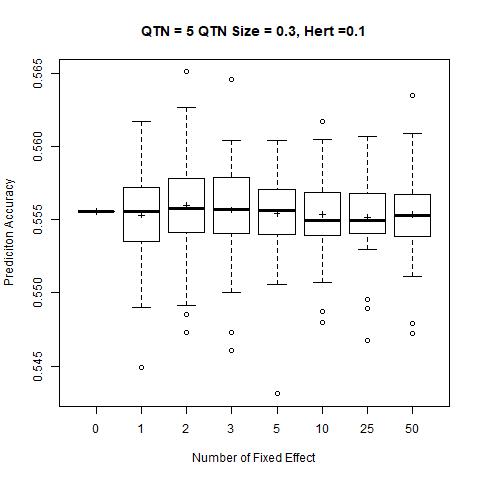 QTN = 5 QTN Size = 0.3, Hert =0.1
0.565
0.560
0.555
0.550
0.545
Prediciton Accuracy
0 1 2 3 5 10 25 50
Number of Fixed Effect